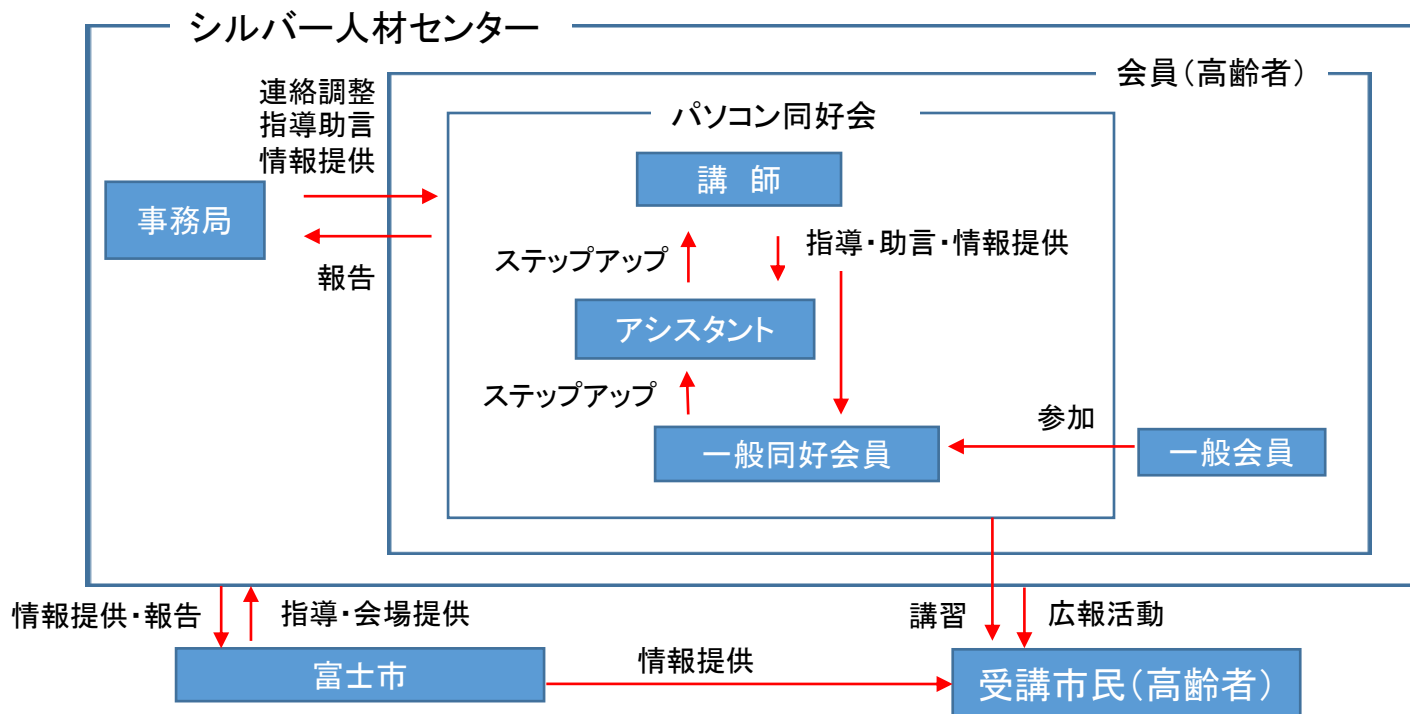 シルバー人材センター
会員(高齢者)
連絡調整
指導助言
情報提供
パソコン同好会
講 師
事務局
指導・助言・情報提供
ステップアップ
報告
アシスタント
ステップアップ
参加
一般同好会員
一般会員
情報提供・報告
指導・会場提供
講習
広報活動
富士市
情報提供
受講市民(高齢者)